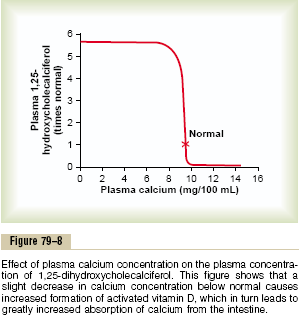 Plasma 1,25-
hydroxycholecalciferol
(times normal)
6
5
4
3
2
1
0
Normal
0 2 4 6 8 10 12 14 16
Plasma calcium (mg/100 mL)
Figure 79–8
Effect of plasma calcium concentration on the plasma concentra-
tion of 1,25-dihydroxycholecalciferol. This figure shows that a
slight decrease in calcium concentration below normal causes
increased formation of activated vitamin D, which in turn leads to
greatly increased absorption of calcium from the intestine.